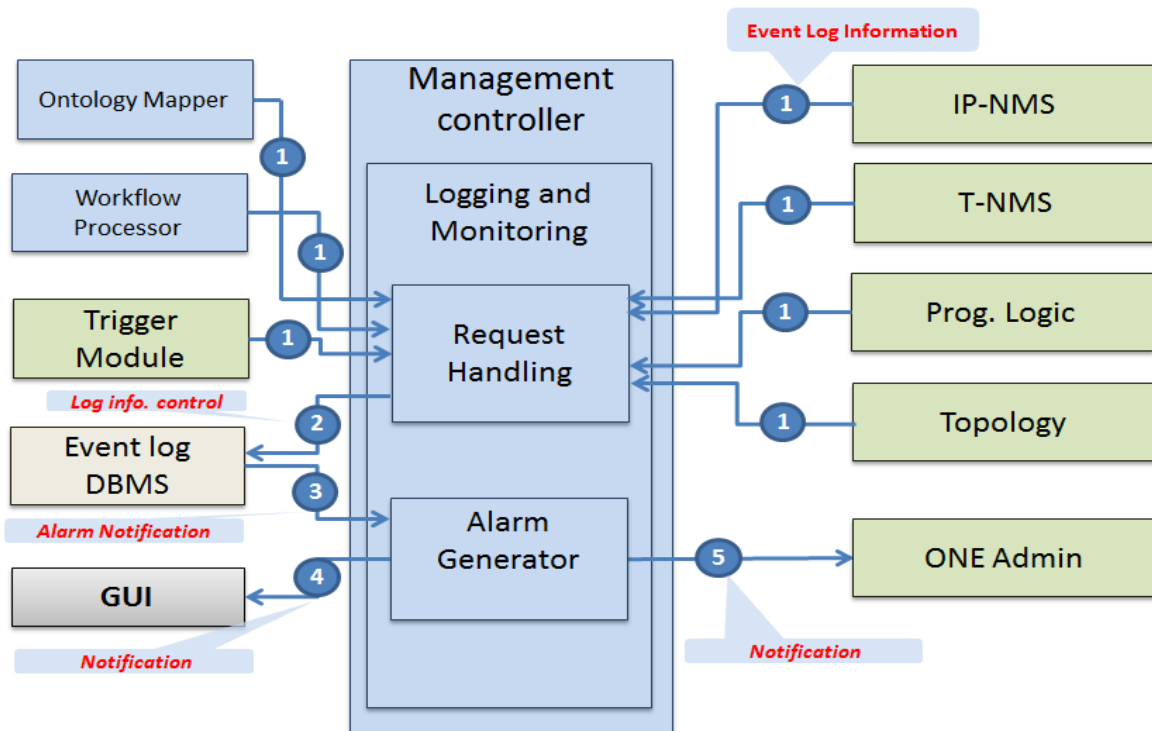 Event Log Information
Ontology Mapper
1
Workflow
Processor
1
Trigger
Module
1
Log info. control
2
Event log
DBMS
3
Alarm Notification
GUI
4
Notification
Management
controller
Logging and
Monitoring
Request
Handling
Alarm
Generator
1
IP-NMS
1
T-NMS
1
Prog. Logic
1
Topology
5
ONE Admin
Notification